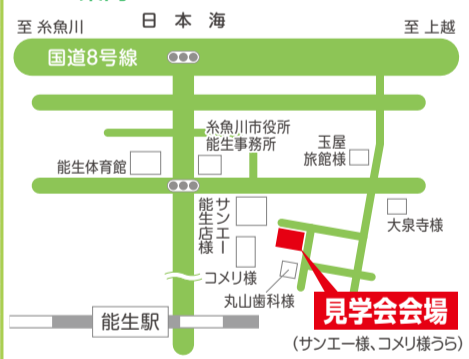 日本海
至 糸魚川
至 上越
国道8号線
糸魚川市役所
能生事務所
玉屋
旅館様
能生体育館
サンエー
能生店様
大泉寺様
コメリ様
丸山歯科様
見学会会場
(サンエー様、コメリ様うら)
能生駅